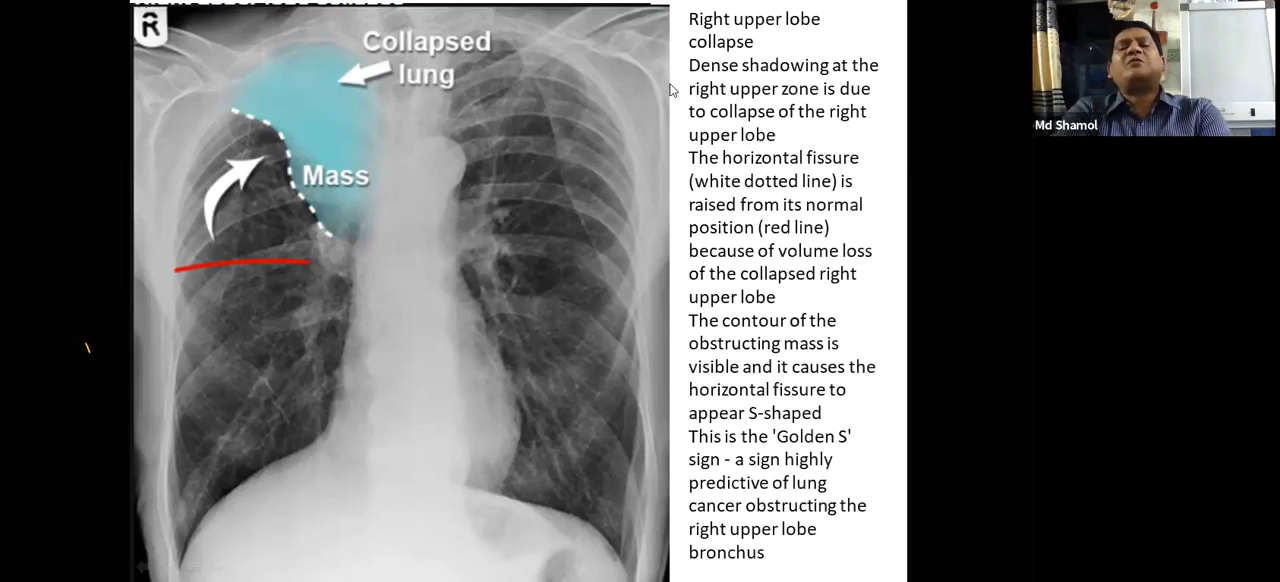 R
Collapsed
lung
Mass
Right upper lobe
collapse
Dense shadowing at the
right upper zone is due
to collapse of the right
upper lobe
The horizontal fissure
(white dotted line) is
raised from its normal
position (red line)
because of volume loss
of the collapsed right
upper lobe
The contour of the
obstructing mass is
visible and it causes the
horizontal fissure to
appear S-shaped
This is the 'Golden S'
sign - a sign highly
predictive of lung
cancer obstructing the
right upper lobe
bronchus
Md Shamol